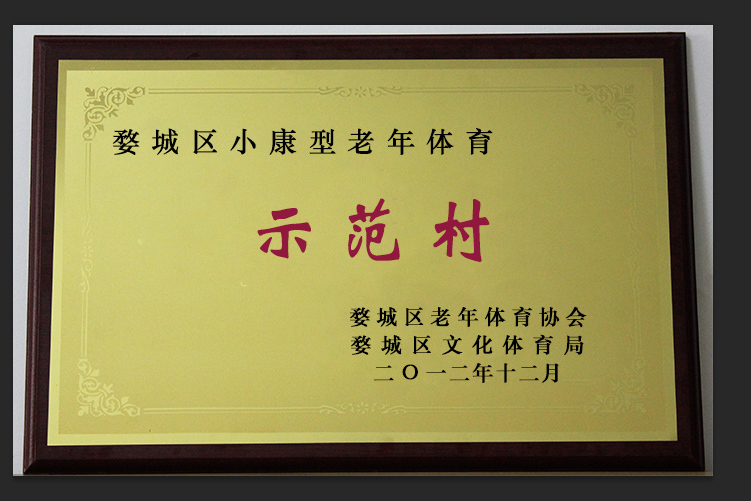 婺城区小康型老年体育
示范村
婺城区老年体育协会
婺城区文化体育局
二〇一二年十二月